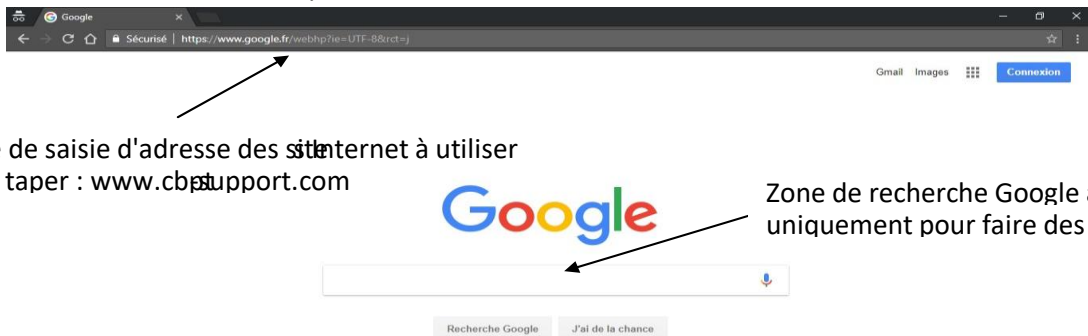 Google
Sécurisé | https://www.google.fr/webhp?ie=UTF-8&rct=j
Gmail Images Connexion
de saisie d'adresse des site Internet à utiliser
taper : www.cbpsupport.com
Google
Zone de recherche Google
uniquement pour faire des
Recherche Google J'ai de la chance